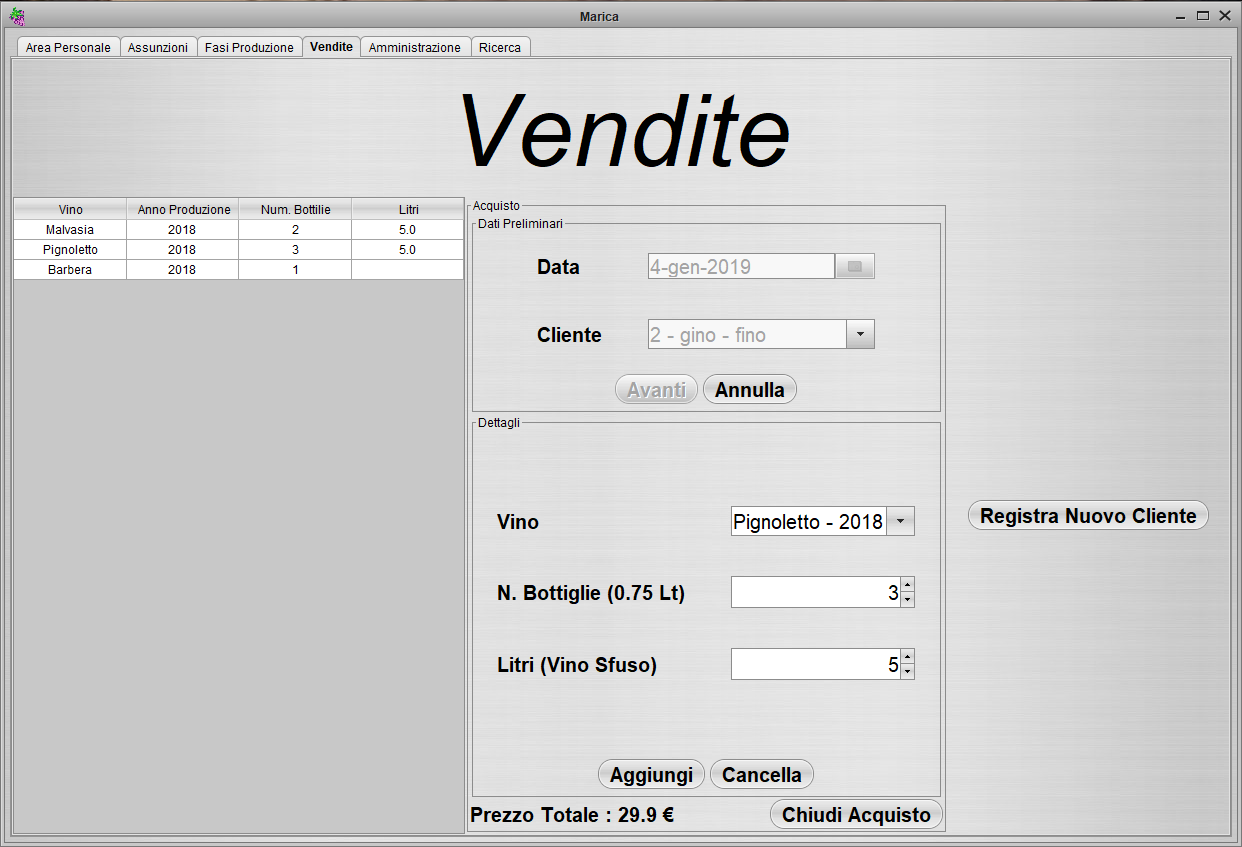 Marica
Area Personale Assunzioni Fasi Produzione Vendite Amministrazione Ricerca
Vendite
Vino Anno Produzione Num. Bottilie Litri
Malvasia 2018 2 5.0
Pignoletto 2018 3 5.0
Barbera 2018 1
Acquisto
Dati Preliminari
Data 4-gen-2019
Cliente 2 - gino - fino
Avanti Annulla
Dettagli
Vino Pignoletto - 2018
N. Bottiglie (0.75 Lt) 3
Litri (Vino Sfuso) 5
Aggiungi Cancella
Prezzo Totale : 29.9 € Chiudi Acquisto
Registra Nuovo Cliente